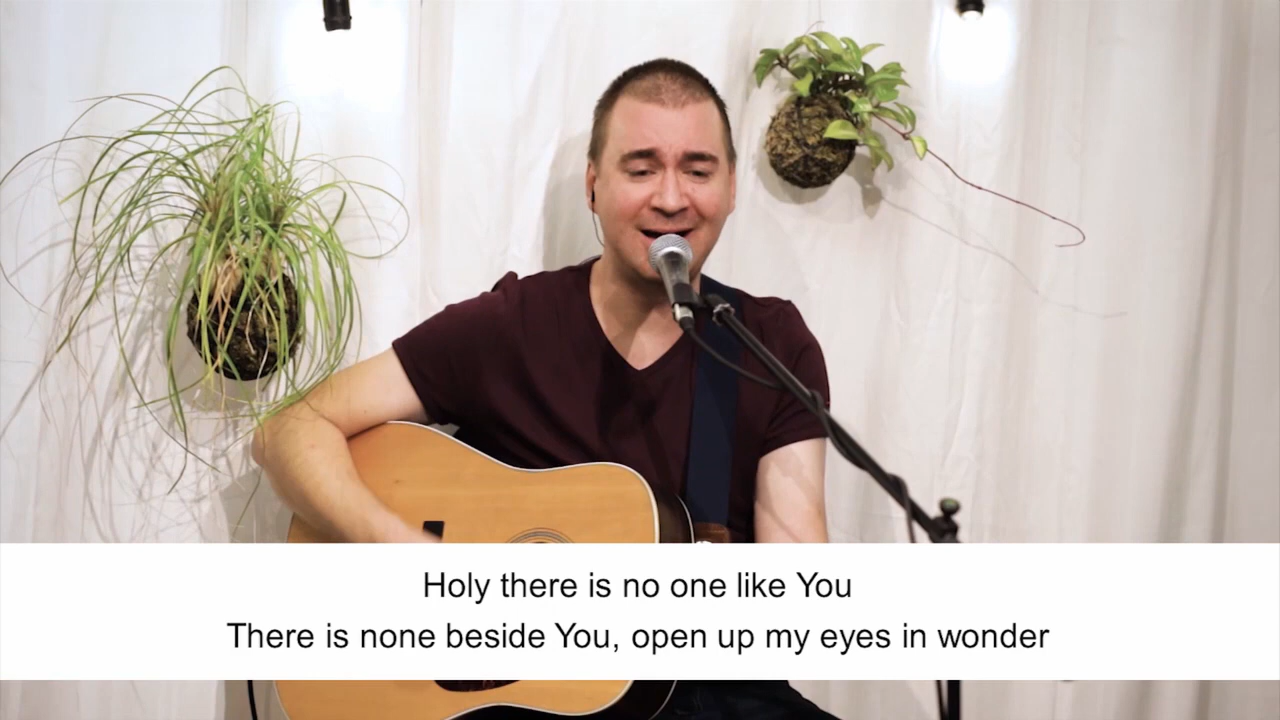 Holy there is no one like You
There is none beside You, open up my eyes in wonder